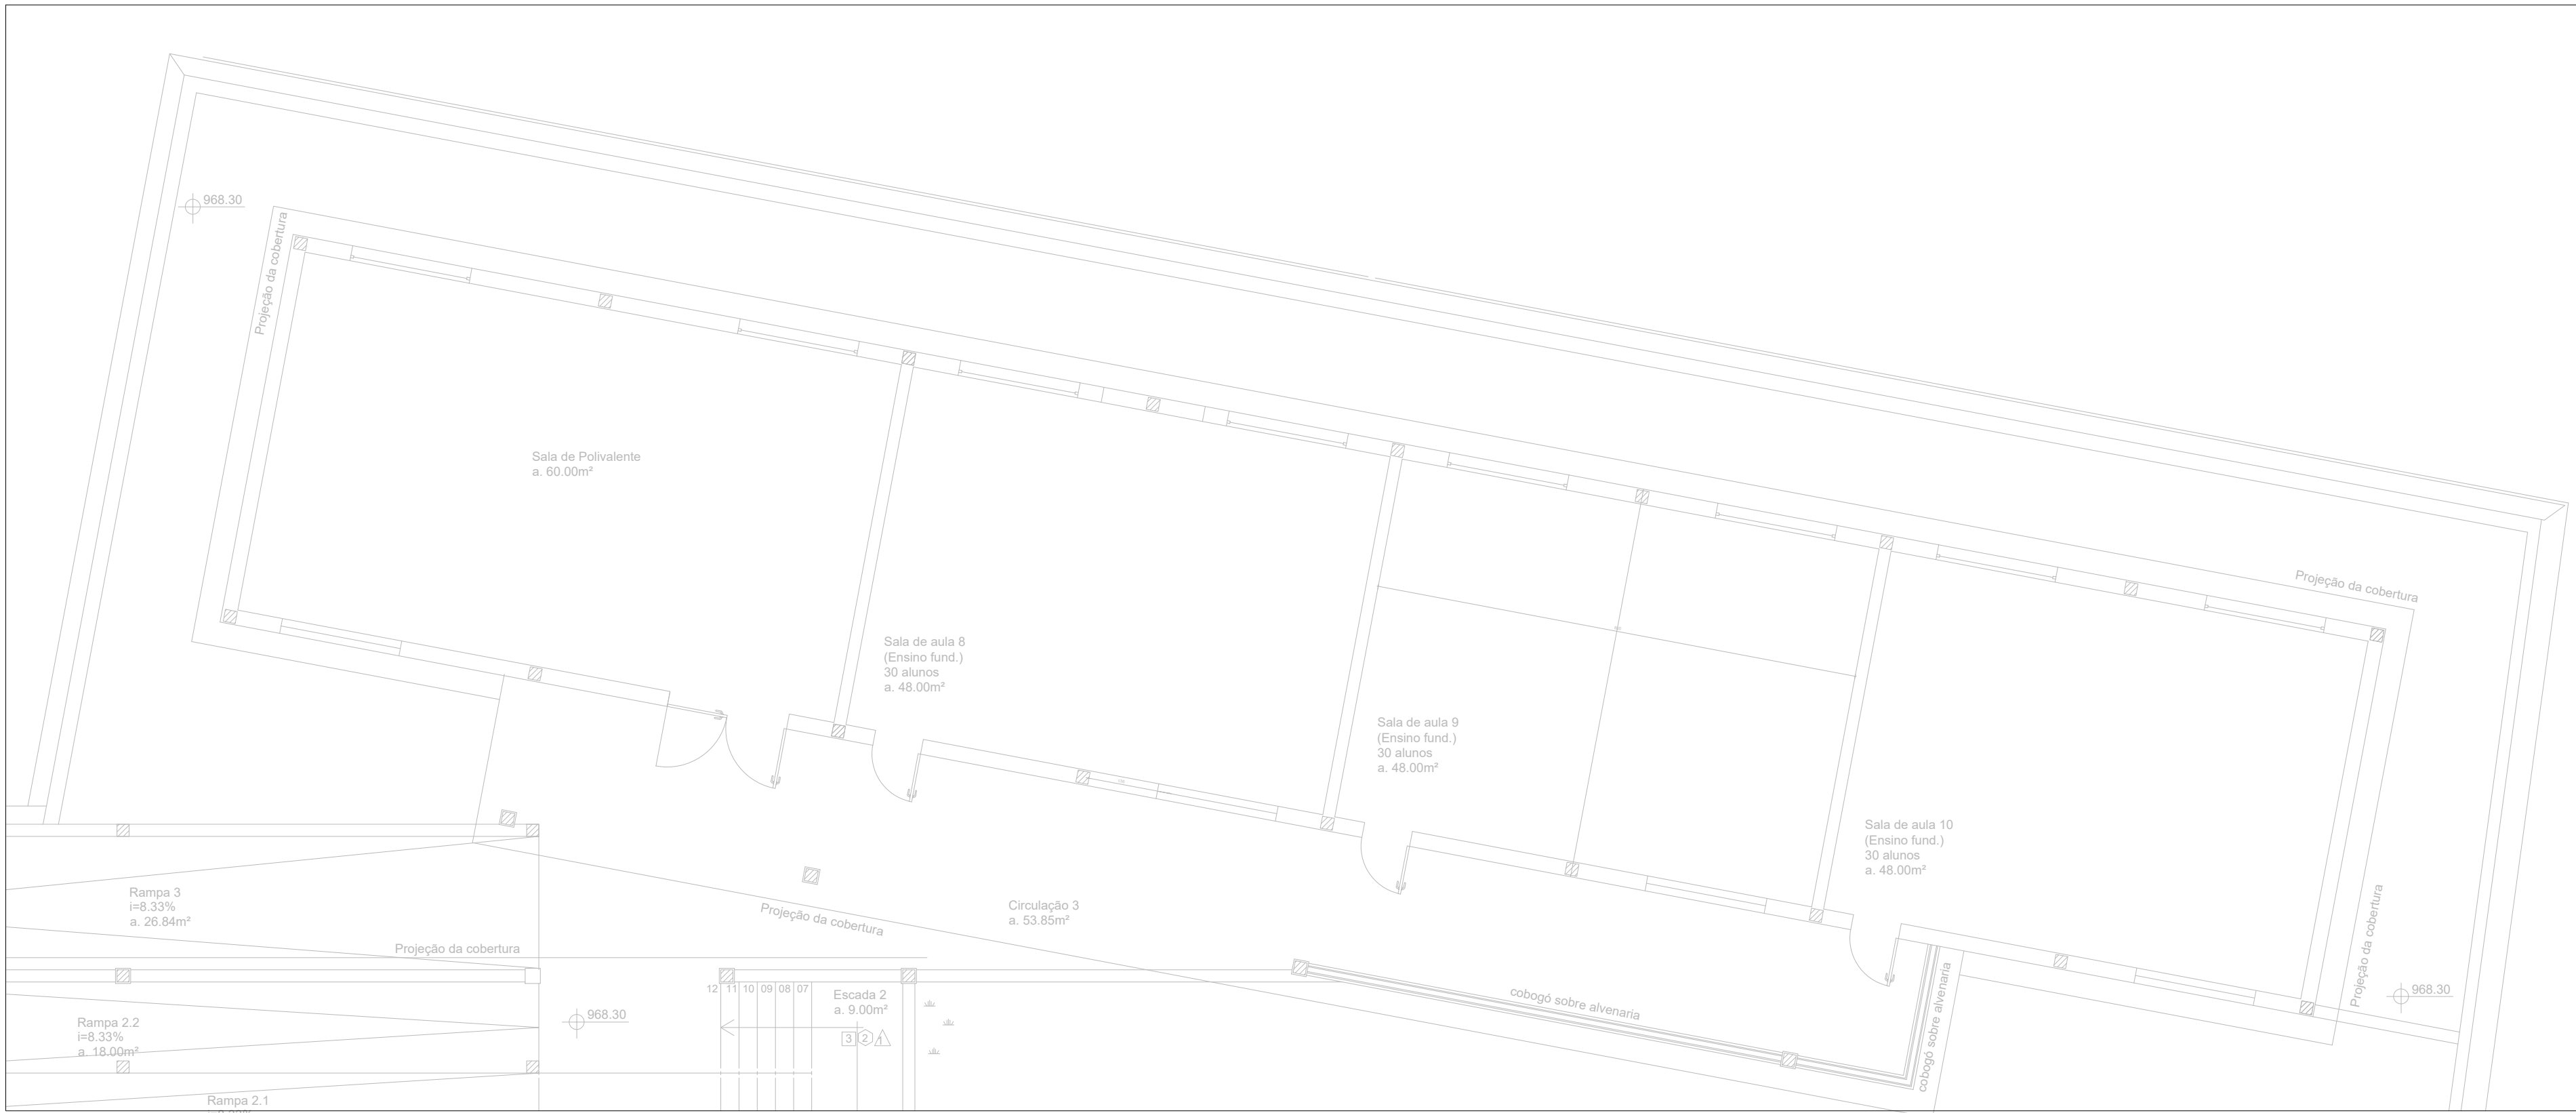 968.30
Projeção da cobertura
Sala de Polivalente
a. 60.00m²
Projeção da cobertura
Sala de aula 8
(Ensino fund.)
30 alunos
a. 48.00m²
Sala de aula 9
(Ensino fund.)
30 alunos
a. 48.00m²
Sala de aula 10
(Ensino fund.)
30 alunos
a. 48.00m²
Rampa 3
i=8.33%
a. 26.84m²
Projeção da cobertura
Circulação 3
a. 53.85m²
Projeção da cobertura
Projeção da cobertura
cobogó sobre alvenaria
cobogó sobre alvenaria
968.30
12 11 10 09 08 07
Escada 2
a. 9.00m²
968.30
Rampa 2.2
i=8.33%
a. 18.00m²
3 2 1
Rampa 2.1